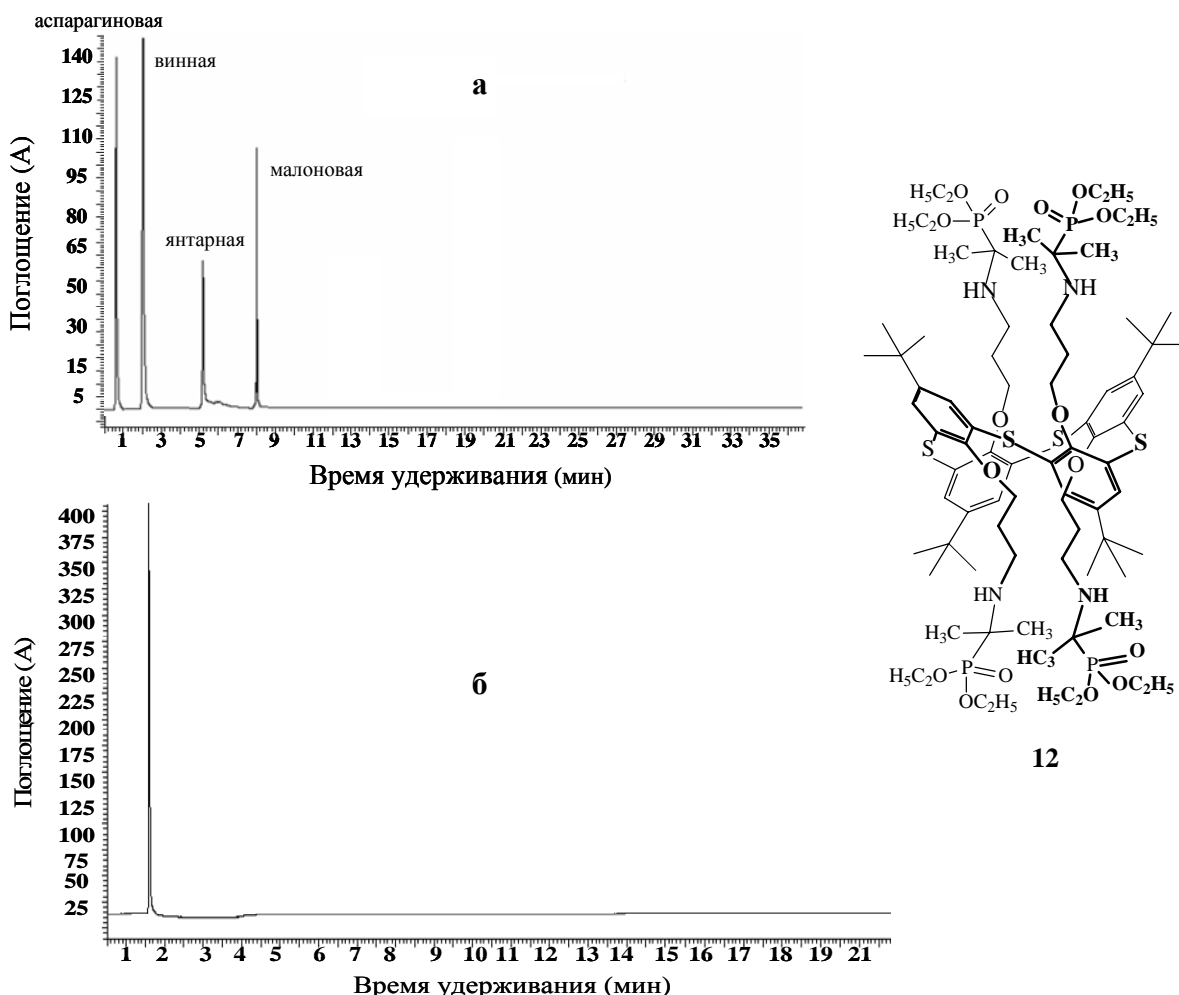 аспарагиновая
винная
янтарная
малоновая
а
140
125
110
95
80
65
50
30
15
5
Поглощение (А)
1 3 5 7 9 11 13 15 17 19 21 23 25 27 29 31 33 35
Время удерживания (мин)
400
375
350
325
300
275
250
225
200
175
150
125
100
75
50
25
Поглощение (А)
б
1 2 3 4 5 6 7 8 9 10 11 12 13 14 15 16 17 18 19 20 21
Время удерживания (мин)
H₅C₂O O O OC₂H₅
H₅C₂O P P OC₂H₅
H₃C CH₃ H₃C CH₃
HN NH
O O
S S S S
O O
HN NH
H₃C CH₃ HC₃ CH₃
H₅C₂O P O P O
OC₂H₅ H₅C₂O OC₂H₅
12